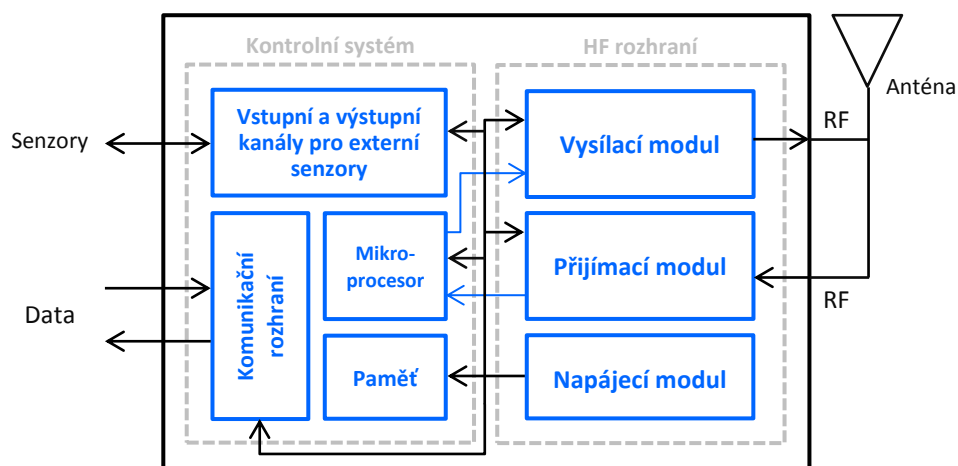 Kontrolní systém
HF rozhraní
Anténa
Senzory
Vstupní a výstupní
kanály pro externí
senzory
Vysílací modul
RF
Data
Komunikační
rozhraní
Mikro-
procesor
Přijímací modul
RF
Paměť
Napájecí modul